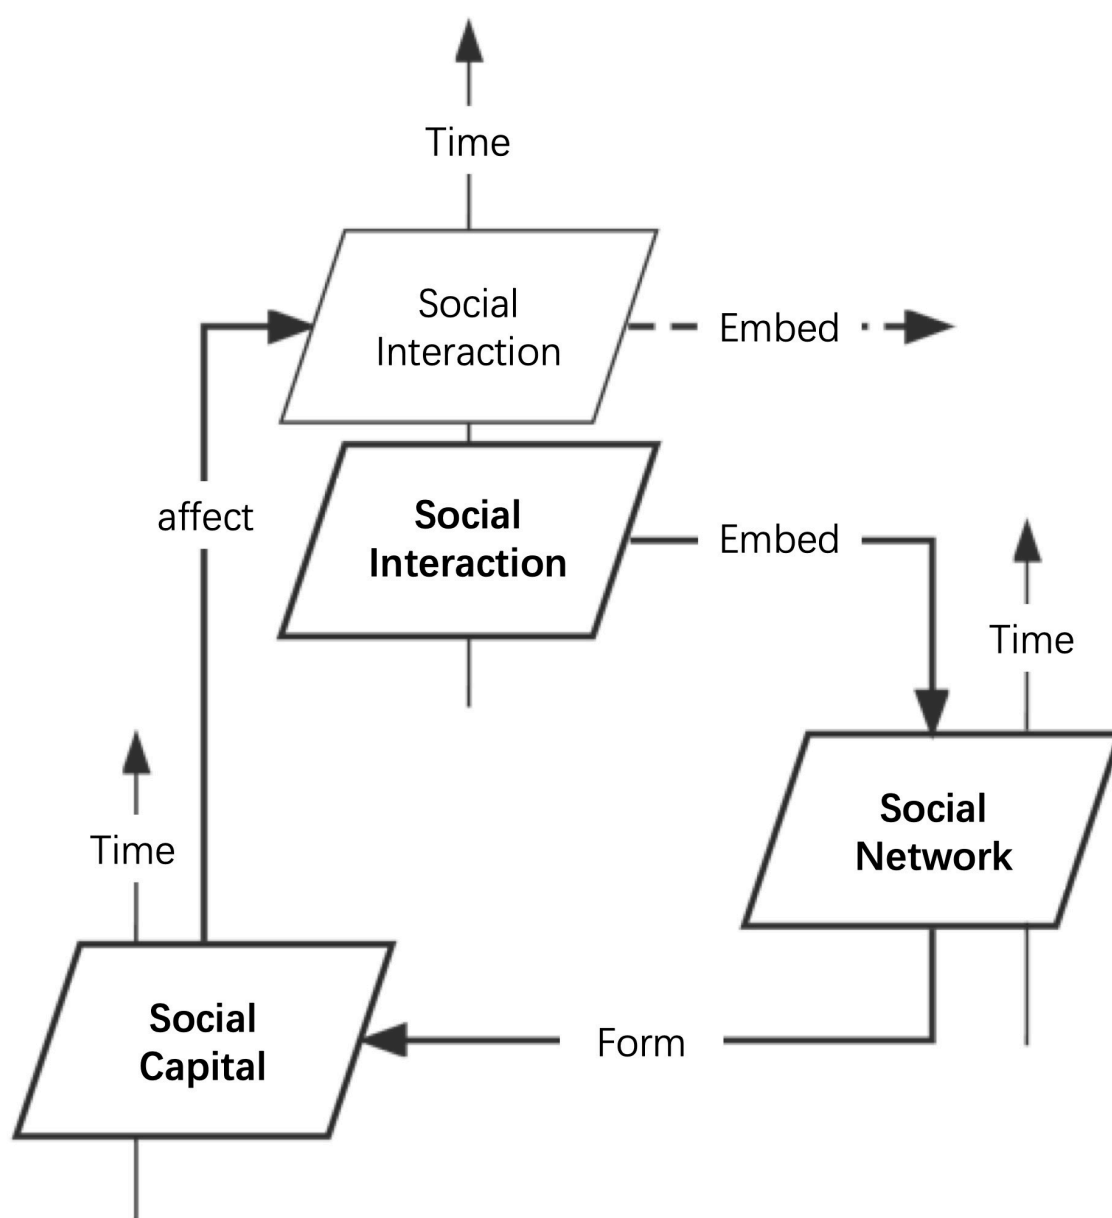 Time
Social
Interaction
Embed
affect
Social
Interaction
Embed
Time
Time
Social
Network
Social
Capital
Form